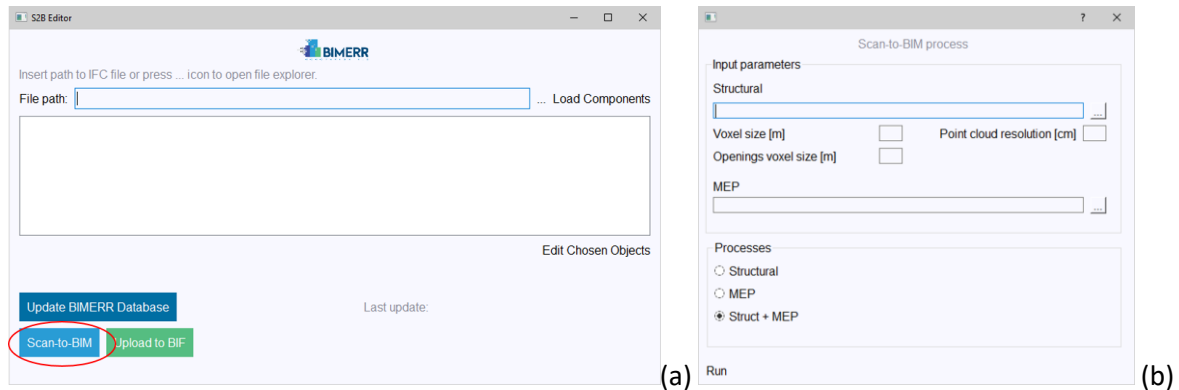 S2B Editor
BIMERR
Insert path to IFC file or press ... icon to open file explorer.
File path: ... Load Components
Edit Chosen Objects
Update BIMERR Database Last update:
Scan-to-BIM Upload to BIF
(a)
?
Scan-to-BIM process
Input parameters
Structural
...
Voxel size [m] Point cloud resolution [cm]
Openings voxel size [m]
MEP
...
Processes
Structural
MEP
Struct + MEP
Run
(b)